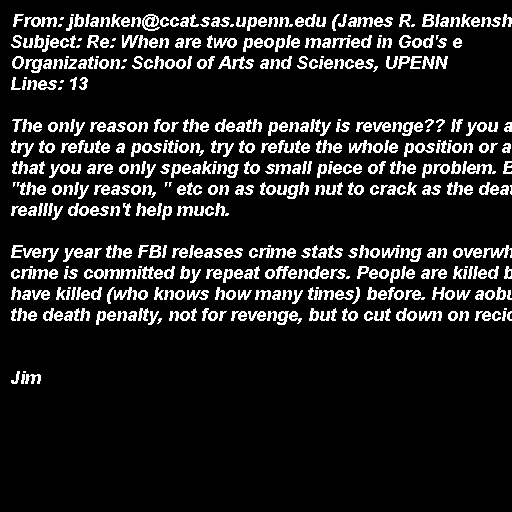 From: jblanken@ccat.sas.upenn.edu (James R. Blankensh
Subject: Re: When are two people married in God's e
Organization: School of Arts and Sciences, UPENN
Lines: 13
The only reason for the death penalty is revenge?? If you a
try to refute a position, try to refute the whole position or a
that you are only speaking to small piece of the problem. B
"the only reason, " etc on as tough nut to crack as the deat
reallly doesn't help much.
Every year the FBI releases crime stats showing an overwh
crime is committed by repeat offenders. People are killed b
have killed (who knows how many times) before. How aobu
the death penalty, not for revenge, but to cut down on recid
Jim